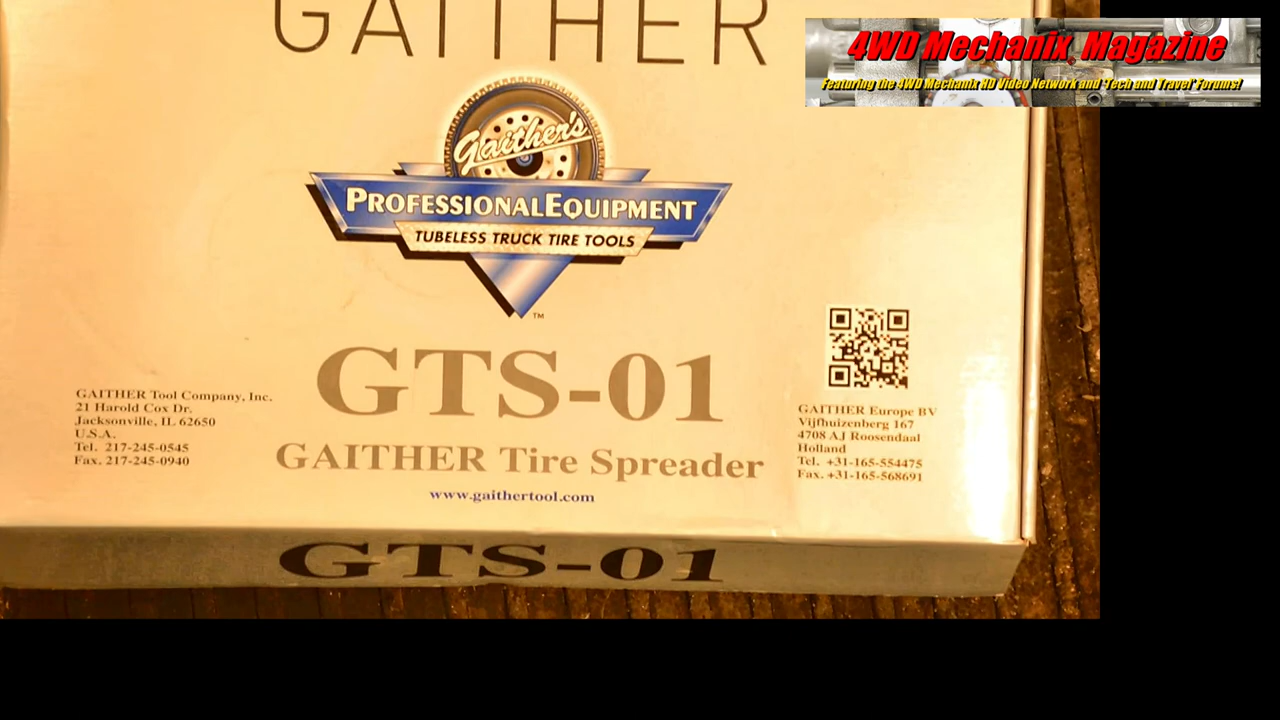 GAITHER
4WD Mechanix Magazine
Featuring the 4WD Mechanix HD Video Network and 'Tech and Travel' Forums!
Gaither's
PROFESSIONALEQUIPMENT
TUBELESS TRUCK TIRE TOOLS
TM
GTS-01
GAITHER Tire Spreader
www.gaithertool.com
GAITHER Tool Company, Inc.
21 Harold Cox Dr.
Jacksonville, IL 62650
U.S.A.
Tel. 217-245-0545
Fax. 217-245-0940
GAITHER Europe BV
Vijfhuizenberg 167
4708 AJ Roosendaal
Holland
Tel. +31-165-554475
Fax. +31-165-568691
GTS-01